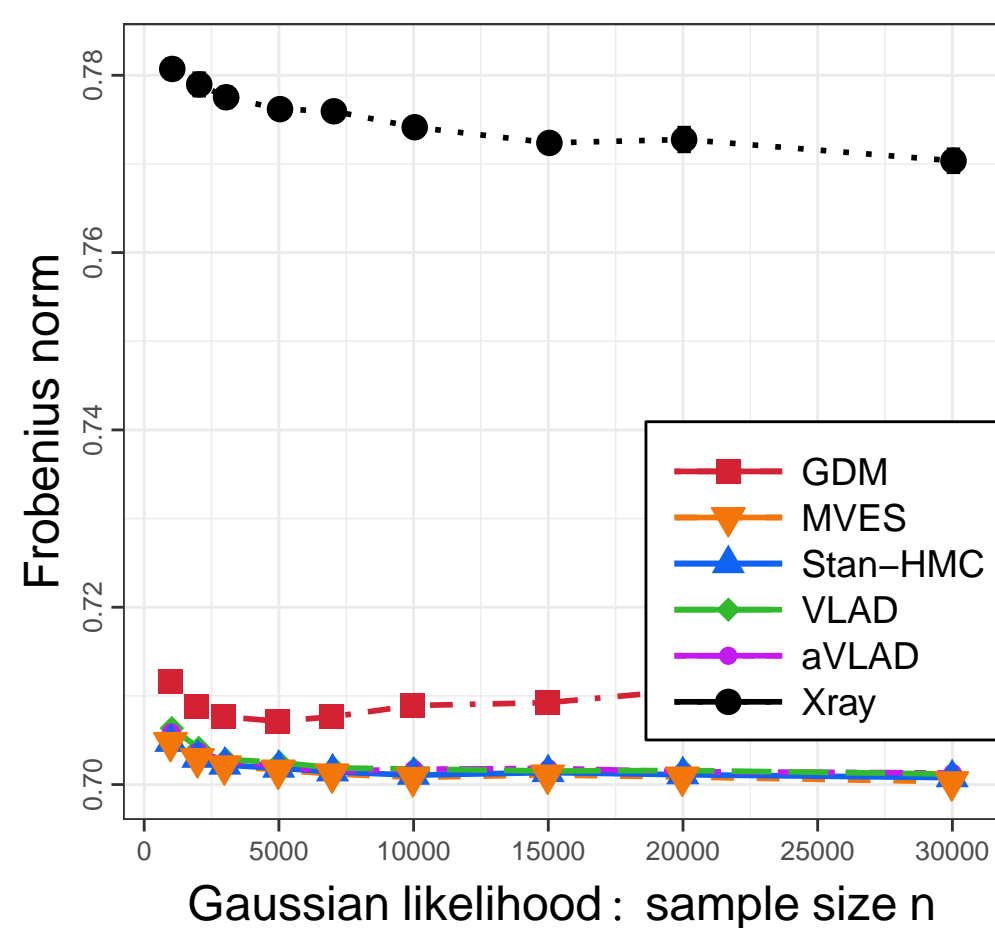 0.78
0.76
0.74
0.72
0.70
Frobenius norm
GDM
MVES
Stan−HMC
VLAD
aVLAD
Xray
0 5000 10000 15000 20000 25000 30000
Gaussian likelihood : sample size n